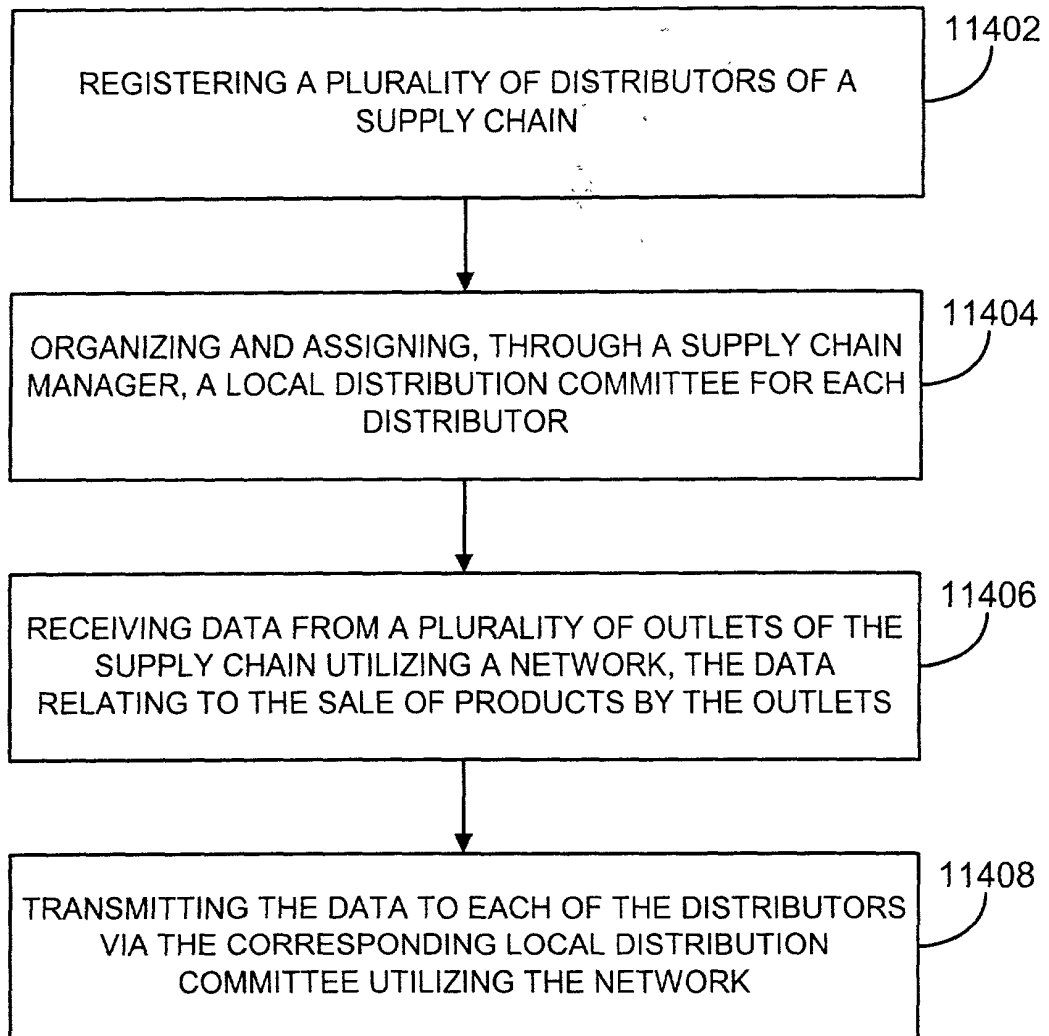 11402
REGISTERING A PLURALITY OF DISTRIBUTORS OF A
SUPPLY CHAIN
11404
ORGANIZING AND ASSIGNING, THROUGH A SUPPLY CHAIN
MANAGER, A LOCAL DISTRIBUTION COMMITTEE FOR EACH
DISTRIBUTOR
11406
RECEIVING DATA FROM A PLURALITY OF OUTLETS OF THE
SUPPLY CHAIN UTILIZING A NETWORK, THE DATA
RELATING TO THE SALE OF PRODUCTS BY THE OUTLETS
11408
TRANSMITTING THE DATA TO EACH OF THE DISTRIBUTORS
VIA THE CORRESPONDING LOCAL DISTRIBUTION
COMMITTEE UTILIZING THE NETWORK